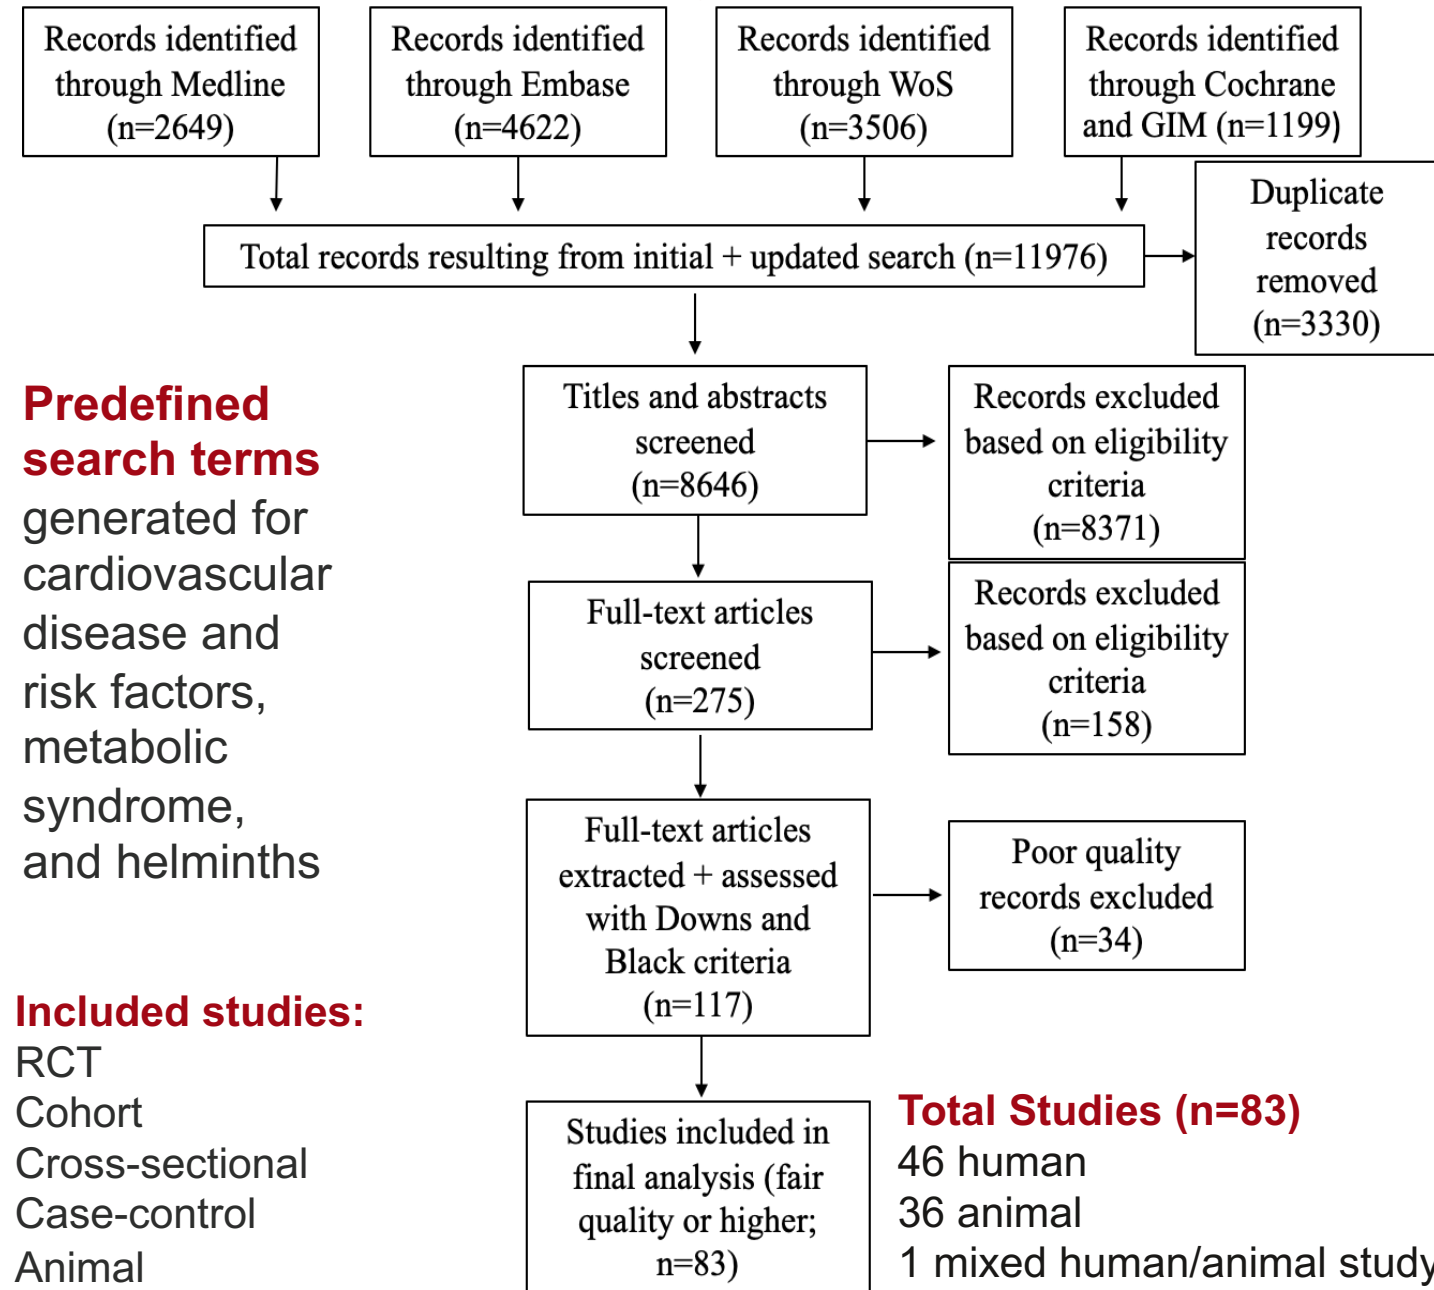 Records identified
through Medline
(n=2649)
Records identified
through Embase
(n=4622)
Records identified
through WoS
(n=3506)
Records identified
through Cochrane
and GIM (n=1199)
Total records resulting from initial + updated search (n=11976)
Duplicate
records
removed
(n=3330)
Predefined
search terms
generated for
cardiovascular
disease and
risk factors,
metabolic
syndrome,
and helminths
Titles and abstracts
screened
(n=8646)
Records excluded
based on eligibility
criteria
(n=8371)
Full-text articles
screened
(n=275)
Records excluded
based on eligibility
criteria
(n=158)
Full-text articles
extracted + assessed
with Downs and
Black criteria
(n=117)
Poor quality
records excluded
(n=34)
Included studies:
RCT
Cohort
Cross-sectional
Case-control
Animal
Studies included in
final analysis (fair
quality or higher;
n=83)
Total Studies (n=83)
46 human
36 animal
1 mixed human/animal study